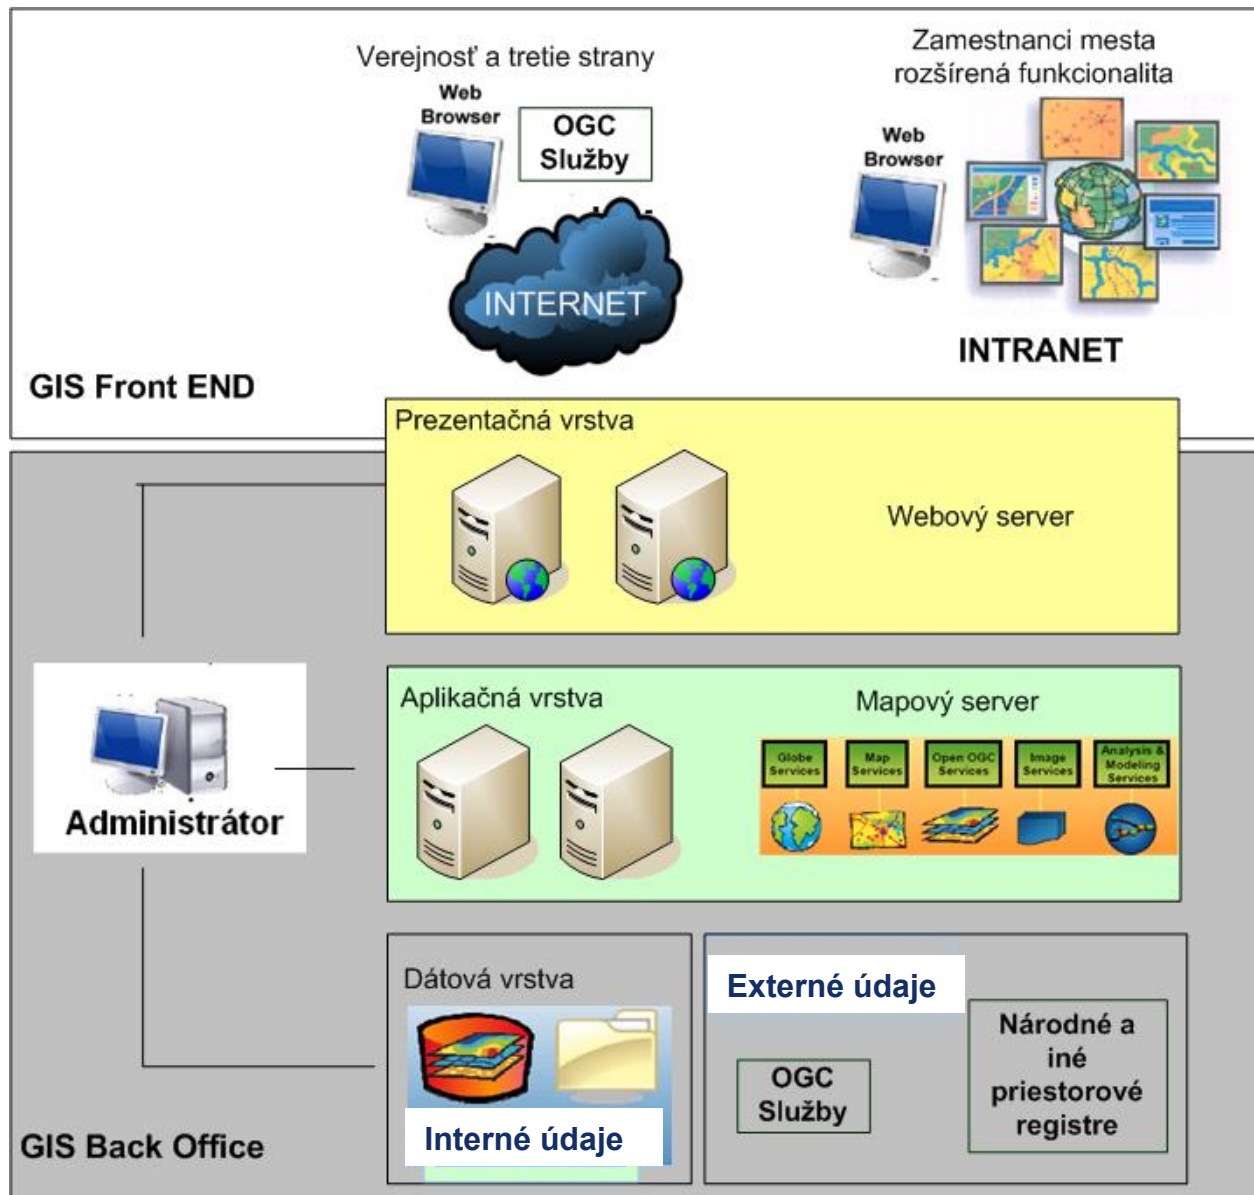 Verejnosť a tretie strany
Web
Browser
OGC
Služby
INTERNET
Zamestnanci mesta
rozšírená funkcionalita
Web
Browser
INTRANET
GIS Front END
Prezentačná vrstva
Webový server
Administrátor
Aplikačná vrstva
Mapový server
Globe
Services
Map
Services
Open OGC
Services
Image
Services
Analysis &
Modeling
Services
Dátová vrstva
Interné údaje
Externé údaje
OGC
Služby
Národné a
iné
priestorové
registre
GIS Back Office